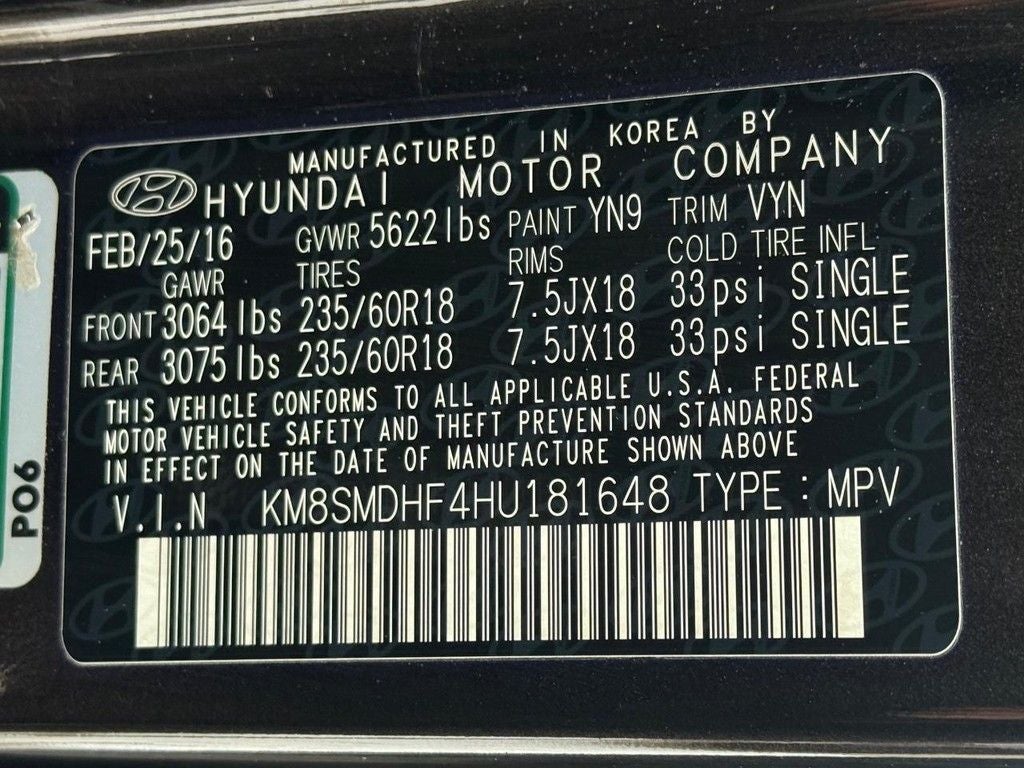 MANUFACTURED IN KOREA BY
HYUNDAI MOTOR COMPANY
FEB/25/16 GVWR 5622lbs PAINT YN9 TRIM VYN
GAWR TIRES RIMS COLD TIRE INFL
FRONT 3064lbs 235/60R18 7.5JX18 33psi SINGLE
REAR 3075lbs 235/60R18 7.5JX18 33psi SINGLE
THIS VEHICLE CONFORMS TO ALL APPLICABLE U.S.A. FEDERAL
MOTOR VEHICLE SAFETY AND THEFT PREVENTION STANDARDS
IN EFFECT ON THE DATE OF MANUFACTURE SHOWN ABOVE
V.I.N KM8SMDHF4HU181648 TYPE : MPV
P06